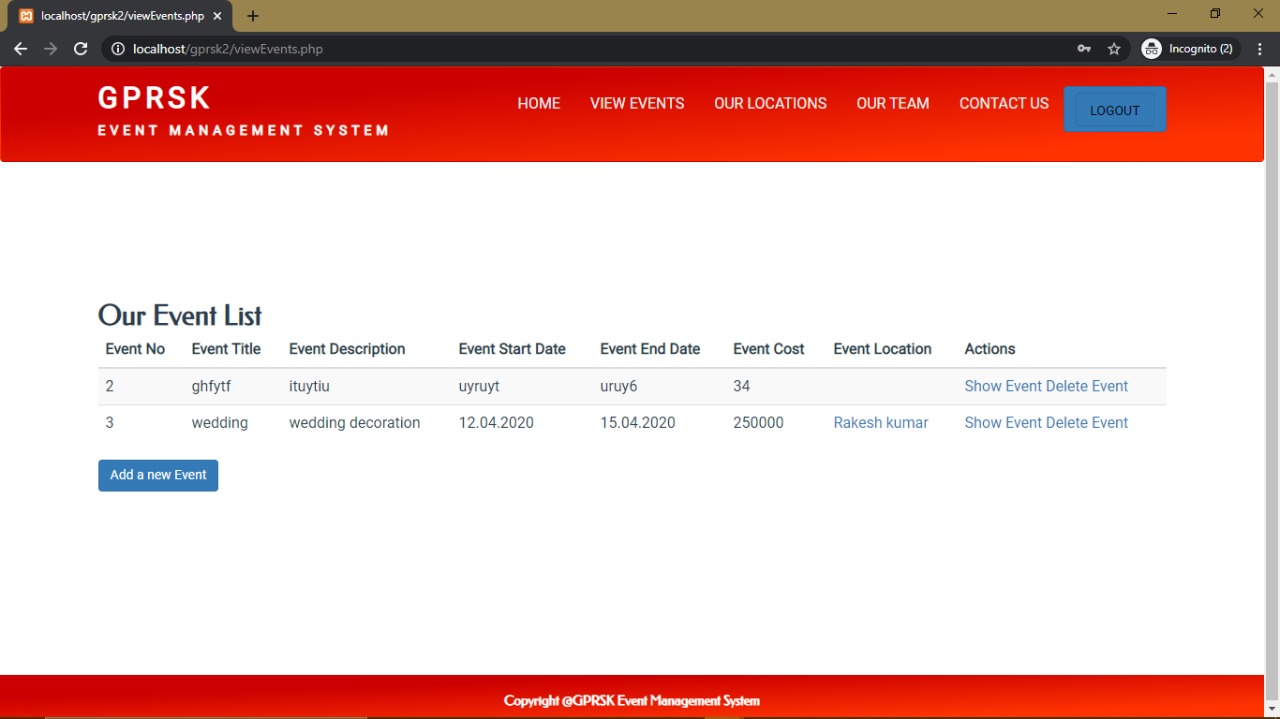 localhost/gprsk2/viewEvents.php
localhost/gprsk2/viewEvents.php
Incognito (2)
GPRSK
EVENT MANAGEMENT SYSTEM
HOME VIEW EVENTS OUR LOCATIONS OUR TEAM CONTACT US LOGOUT
Our Event List
Event No Event Title Event Description Event Start Date Event End Date Event Cost Event Location Actions
2 ghfytf ituytiu uyruyt uruy6 34 Show Event Delete Event
3 wedding wedding decoration 12.04.2020 15.04.2020 250000 Rakesh kumar Show Event Delete Event
Add a new Event
Copyright @GPRSK Event Management System